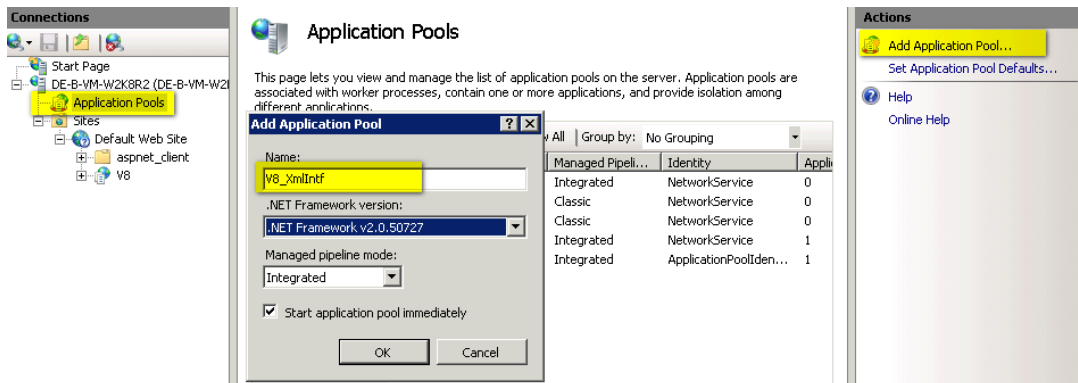 Connections
Start Page
DE-B-VM-W2K8R2 (DE-B-VM-W2
Application Pools
Sites
Default Web Site
aspnet_client
V8
Application Pools
This page lets you view and manage the list of application pools on the server. Application pools are
associated with worker processes, contain one or more applications, and provide isolation among
different applications.
All Group by: No Grouping
Managed Pipeli... Identity Applic
Integrated NetworkService 0
Classic NetworkService 0
Classic NetworkService 0
Integrated NetworkService 1
Integrated ApplicationPoolIden... 1
Add Application Pool
Name:
V8_XmlIntf
.NET Framework version:
.NET Framework v2.0.50727
Managed pipeline mode:
Integrated
Start application pool immediately
OK Cancel
Actions
Add Application Pool...
Set Application Pool Defaults...
Help
Online Help